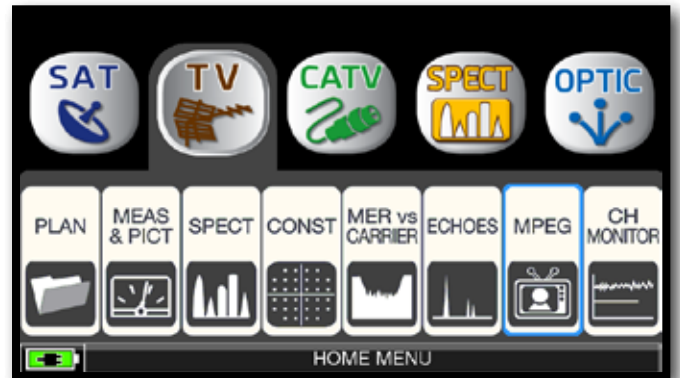 SAT TV CATV SPECT OPTIC
PLAN MEAS & PICT SPECT CONST MER vs CARRIER ECHOES MPEG CH MONITOR
HOME MENU